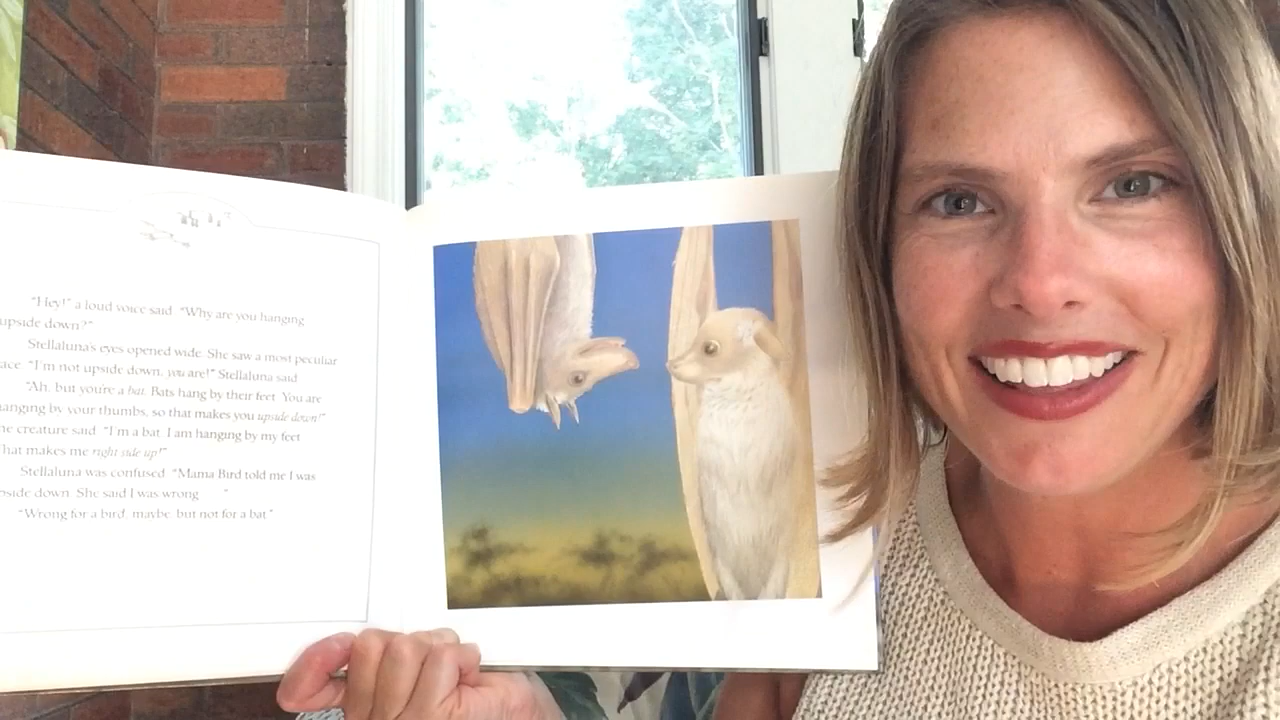 "Hey!" a loud voice said. "Why are you hanging
upside down?"
Stellaluna's eyes opened wide. She saw a most peculiar
ace. "I'm not upside down, you are!" Stellaluna said.
"Ah, but you're a bat. Bats hang by their feet. You are
hanging by your thumbs, so that makes you upside down!"
he creature said. "I'm a bat. I am hanging by my feet.
That makes me right side up!"
Stellaluna was confused. "Mama Bird told me I was
pside down. She said I was wrong . . ."
"Wrong for a bird, maybe, but not for a bat."